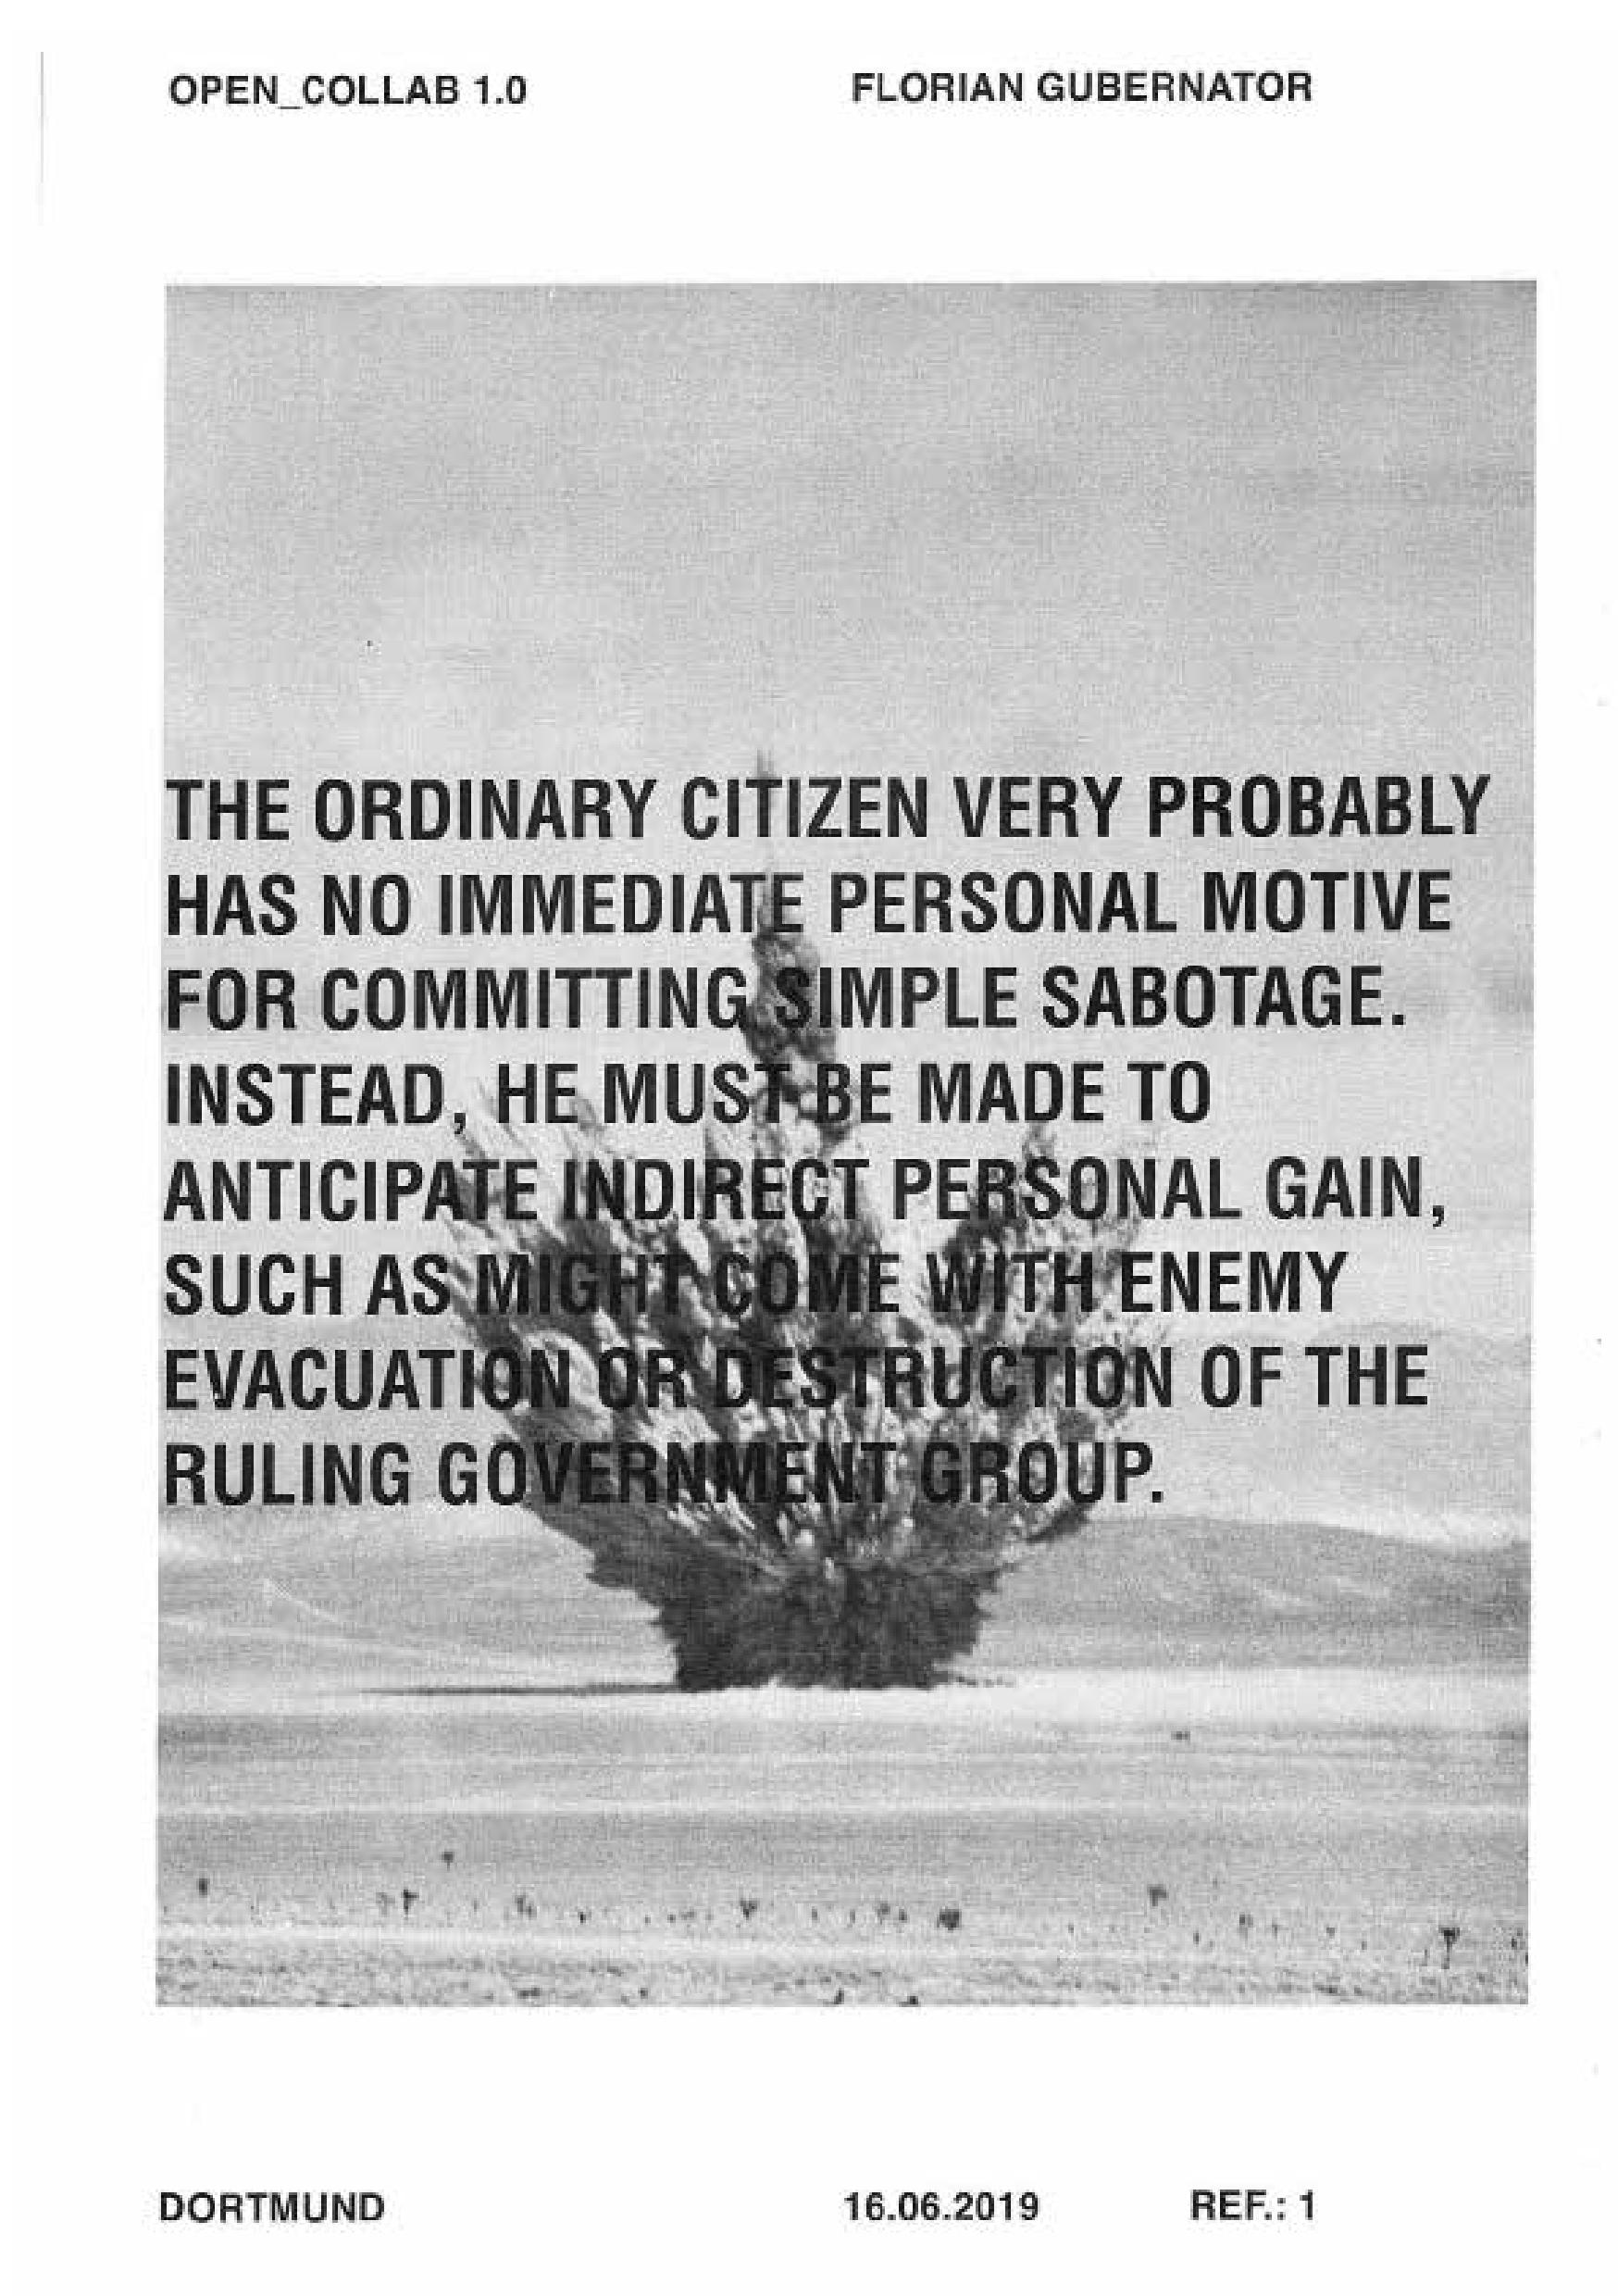 OPEN_COLLAB 1.0 FLORIAN GUBERNATOR
THE ORDINARY CITIZEN VERY PROBABLY
HAS NO IMMEDIATE PERSONAL MOTIVE
FOR COMMITTING SIMPLE SABOTAGE.
INSTEAD, HE MUST BE MADE TO
ANTICIPATE INDIRECT PERSONAL GAIN,
SUCH AS MIGHT COME WITH ENEMY
EVACUATION OR DESTRUCTION OF THE
RULING GOVERNMENT GROUP.
DORTMUND 16.06.2019 REF.: 1